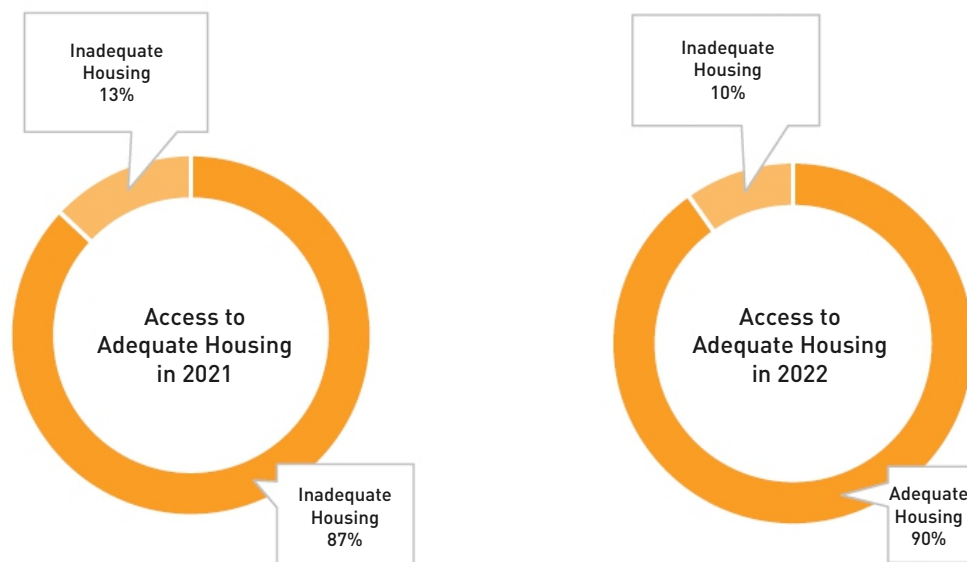 Inadequate
Housing
13%
Access to
Adequate Housing
in 2021
Inadequate
Housing
87%
Inadequate
Housing
10%
Access to
Adequate Housing
in 2022
Adequate
Housing
90%